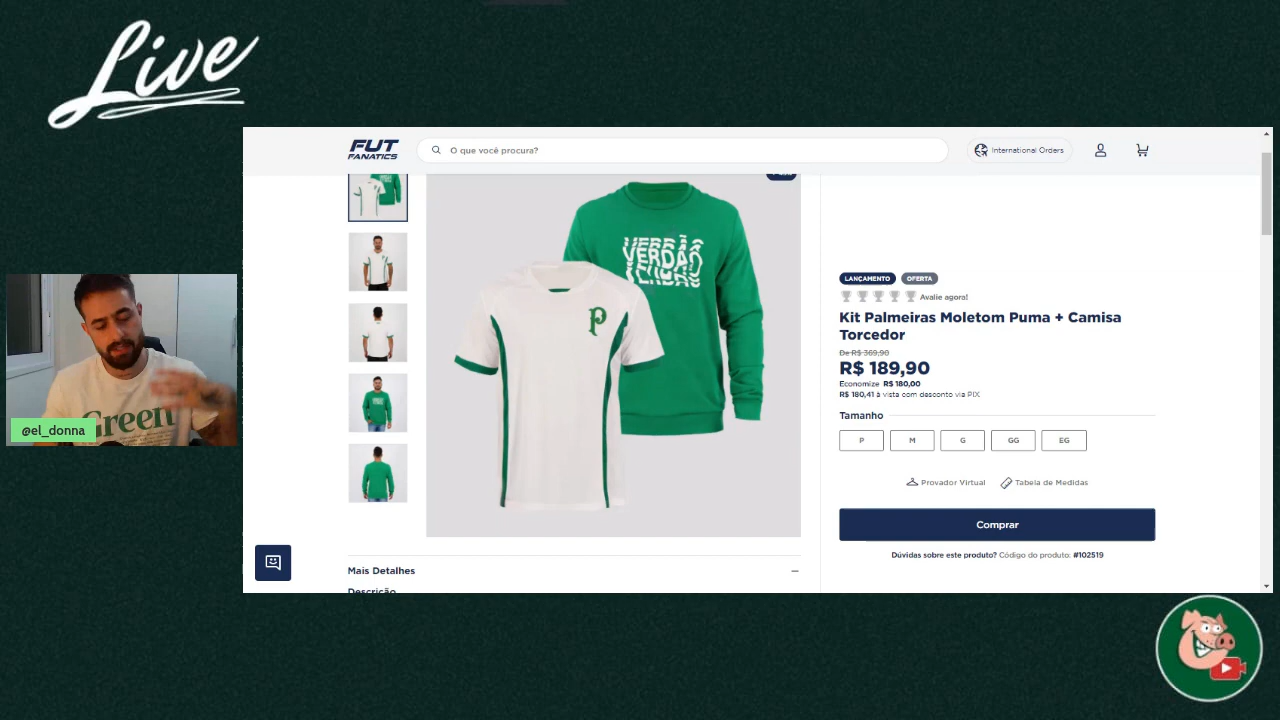 Live
FUT
FANATICS
O que você procura?
International Orders
VERDÃO
P
LANÇAMENTO
OFERTA
Avalie agora!
Kit Palmeiras Moletom Puma + Camisa
Torcedor
De R$ 369,90
R$ 189,90
Economize R$ 180,00
R$ 180,41 à vista com desconto via PIX
Tamanho
P
M
G
GG
EG
Provador Virtual
Tabela de Medidas
Comprar
Dúvidas sobre este produto? Código do produto: #102519
Green
@el_donna
Mais Detalhes
Descrição